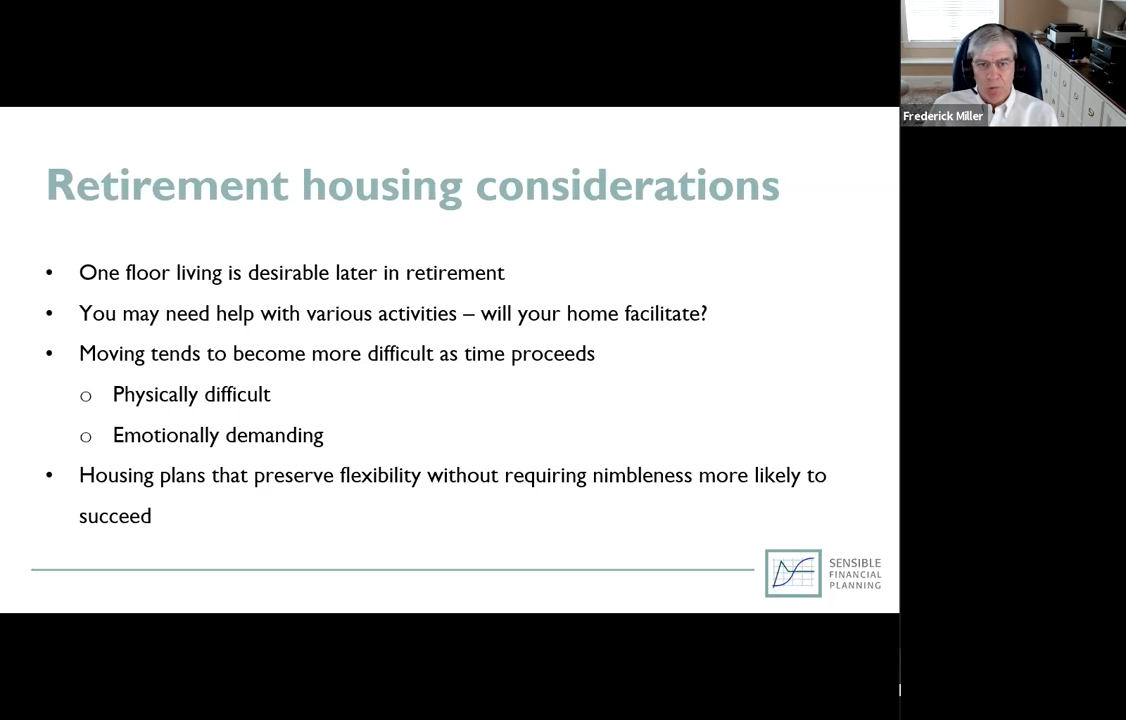 Frederick Miller
Retirement housing considerations
• One floor living is desirable later in retirement
• You may need help with various activities – will your home facilitate?
• Moving tends to become more difficult as time proceeds
o Physically difficult
o Emotionally demanding
• Housing plans that preserve flexibility without requiring nimbleness more likely to
succeed
SENSIBLE
FINANCIAL
PLANNING